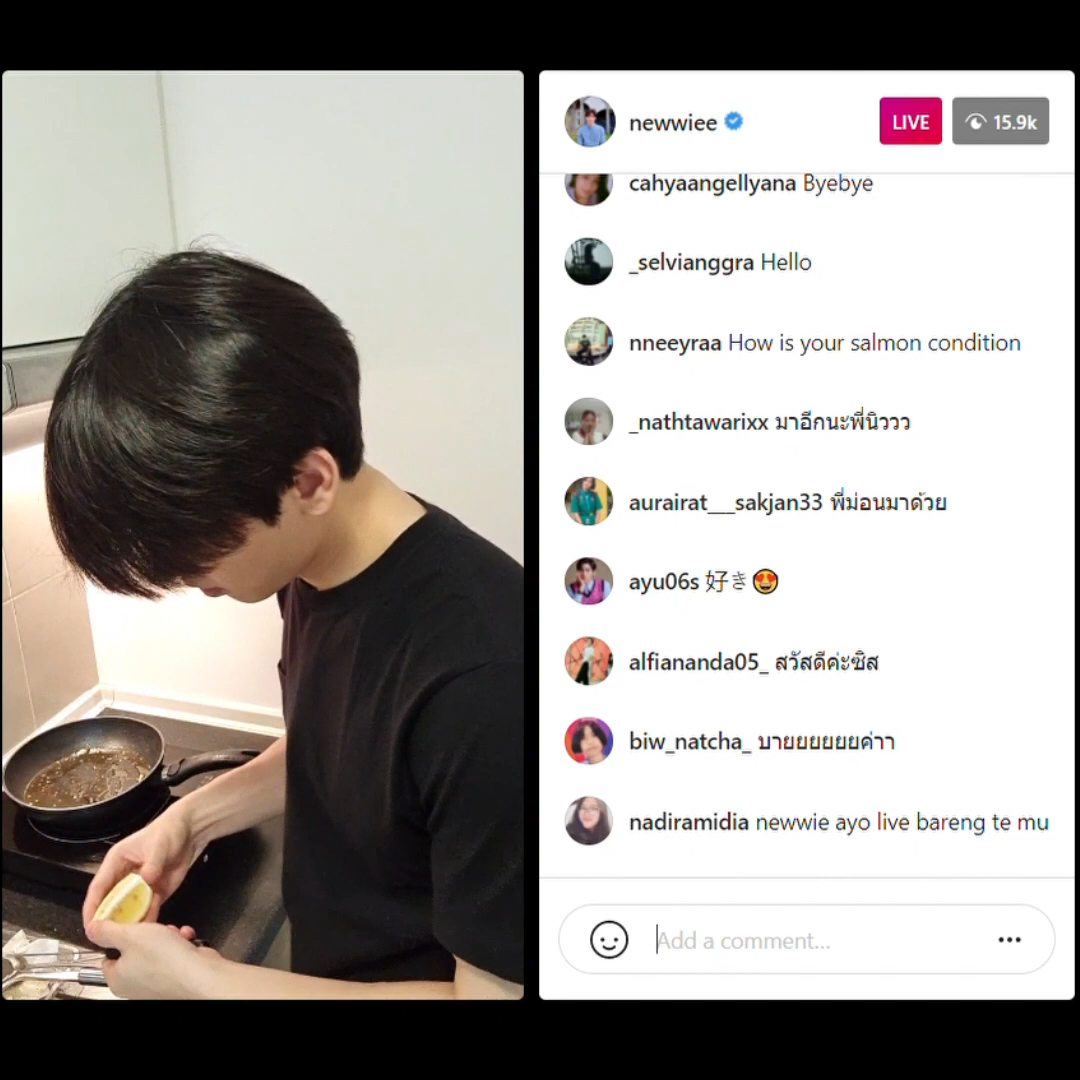 newwiee
LIVE 15.9k
cahyaangellyana Byebye
_selvianggra Hello
nneeyraa How is your salmon condition
_nathtawarixx มาอีกนะพี่นิววว
aurairat__sakjan33 พี่ม่อนมาด้วย
ayu06s 好き😍
alfiananda05_ สวัสดีค่ะซิส
biw_natcha_ บายยยยยยค่าา
nadiramidia newwie ayo live bareng te mu
Add a comment...